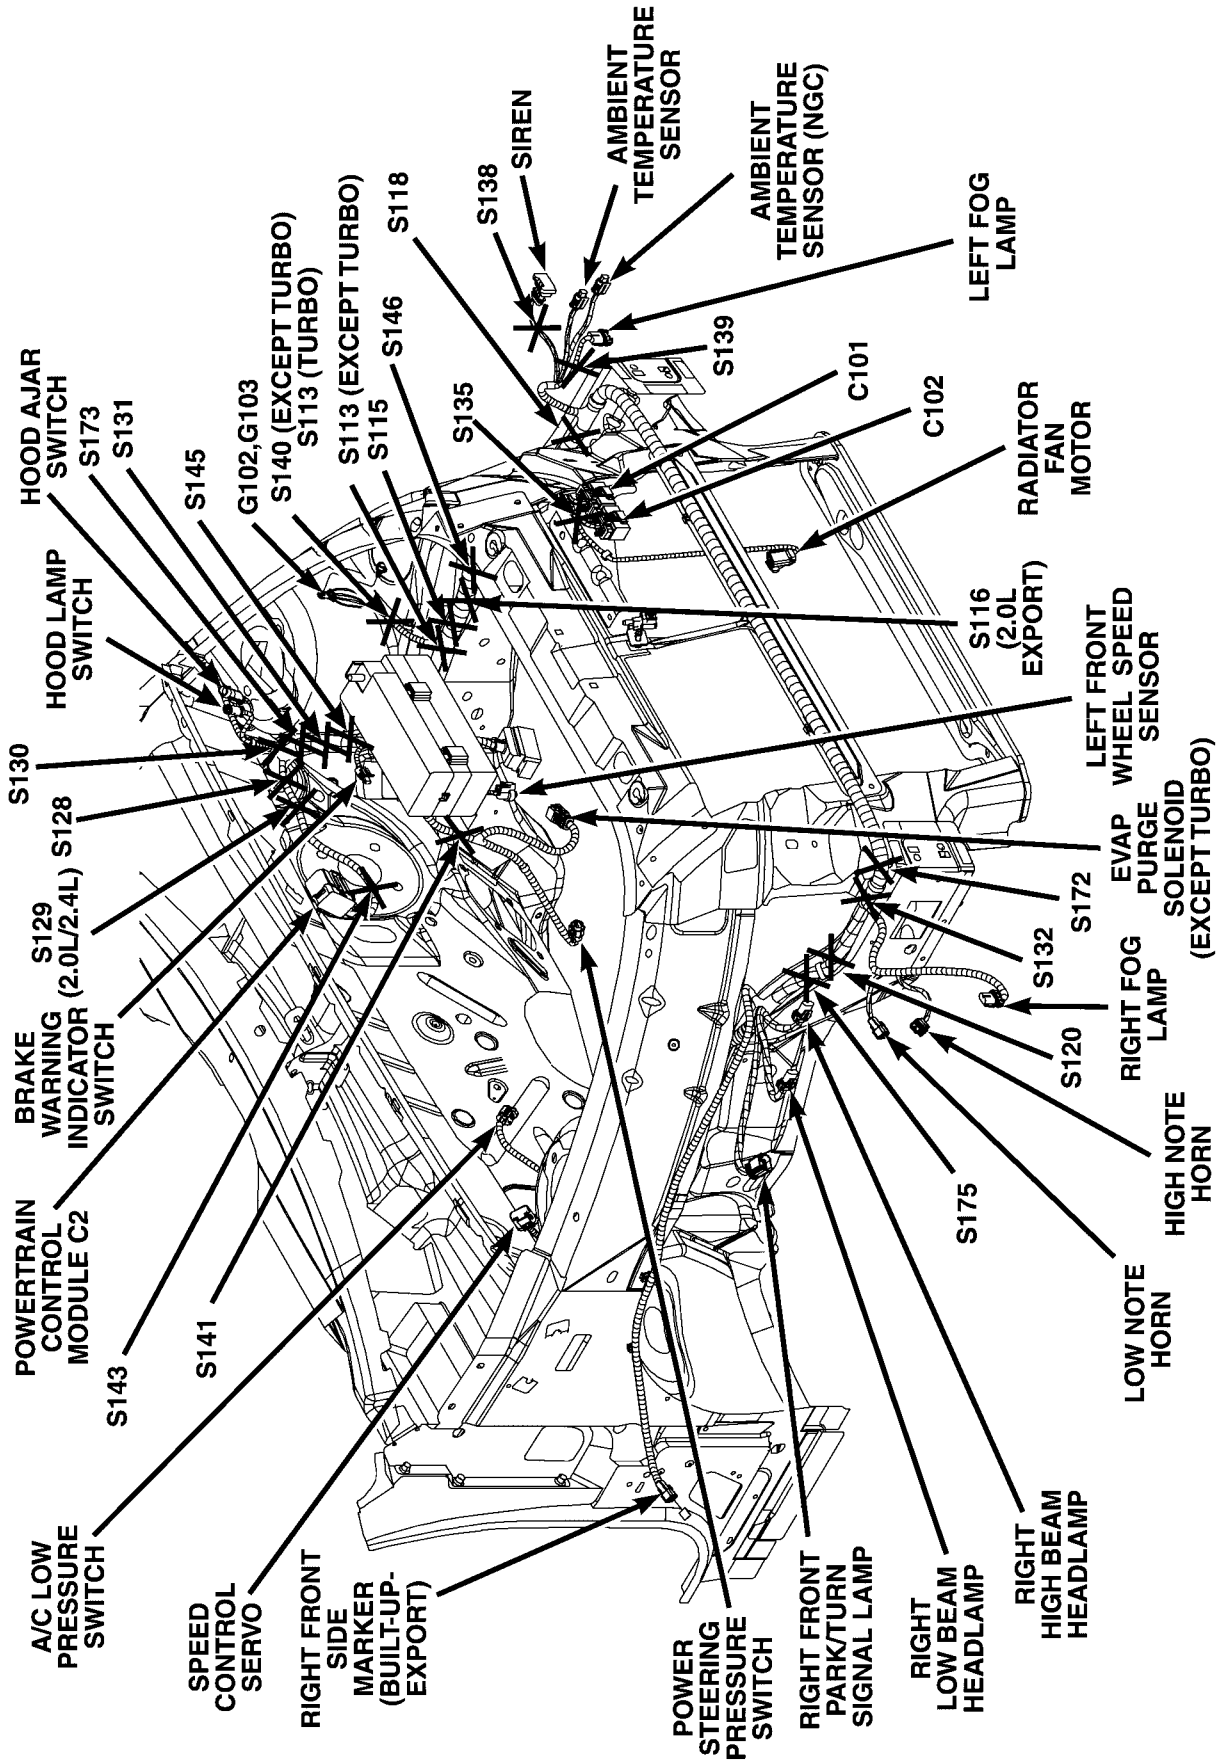 A/C LOW
PRESSURE
SWITCH
SPEED
CONTROL
SERVO
RIGHT FRONT
SIDE
MARKER
(BUILT-UP-
EXPORT)
POWERTRAIN
CONTROL
MODULE C2
S143
S141
BRAKE
WARNING
INDICATOR
SWITCH
S129
(2.0L/2.4L)
S128
S130
HOOD LAMP
SWITCH
HOOD AJAR
SWITCH
S173
S131
S145
G102,G103
S140 (EXCEPT TURBO)
S113 (TURBO)
S113 (EXCEPT TURBO)
S115
S146
S118
S138
SIREN
AMBIENT
TEMPERATURE
SENSOR
AMBIENT
TEMPERATURE
SENSOR (NGC)
LEFT FOG
LAMP
S139
S135
C101
C102
RADIATOR
FAN
MOTOR
S116
(2.0L
EXPORT)
LEFT FRONT
WHEEL SPEED
SENSOR
EVAP
PURGE
SOLENOID
(EXCEPT TURBO)
S172
S132
RIGHT FOG
LAMP
S120
HIGH NOTE
HORN
S175
LOW NOTE
HORN
RIGHT
HIGH BEAM
HEADLAMP
RIGHT
LOW BEAM
HEADLAMP
RIGHT FRONT
PARK/TURN
SIGNAL LAMP
POWER
STEERING
PRESSURE
SWITCH